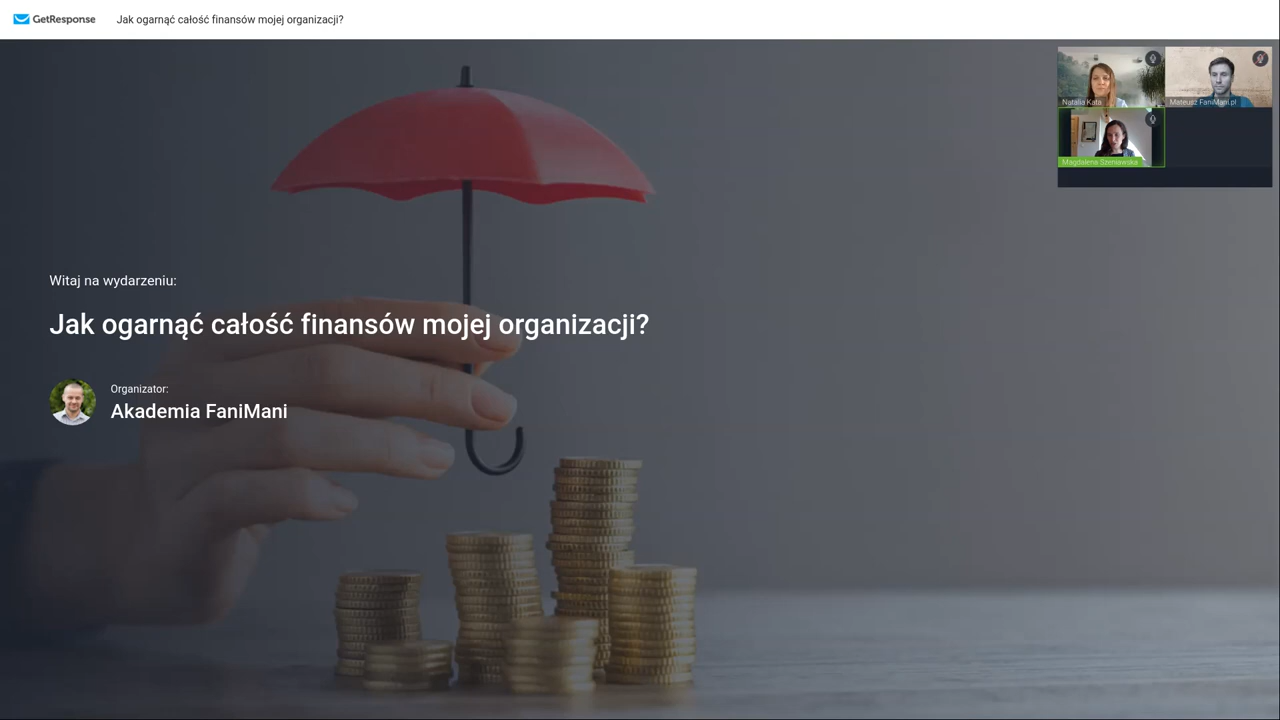 GetResponse
Jak ogarnąć całość finansów mojej organizacji?
Natalia Kata
Mateusz FaniMani.pl
Magdalena Szeniawska
Witaj na wydarzeniu:
Jak ogarnąć całość finansów mojej organizacji?
Organizator:
Akademia FaniMani